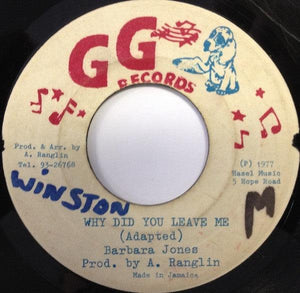 GG
RECORDS
Prod. & Arr. by
A. Ranglin
Tel. 93-26768
(P) 1977
Hasel Music
5 Hope Road
WINSTON
M
WHY DID YOU LEAVE ME
(Adapted)
Barbara Jones
Prod. by A. Ranglin
Made in Jamaica